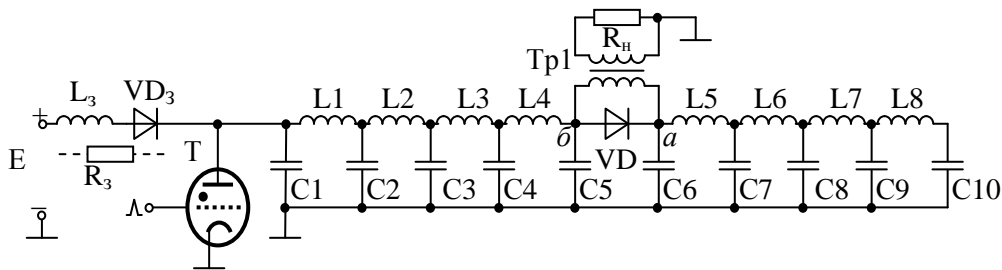 Rн
Тр1
Lз VDз L1 L2 L3 L4 L5 L6 L7 L8
+ б а
E Т VD
Rз C1 C2 C3 C4 C5 C6 C7 C8 C9 C10
−